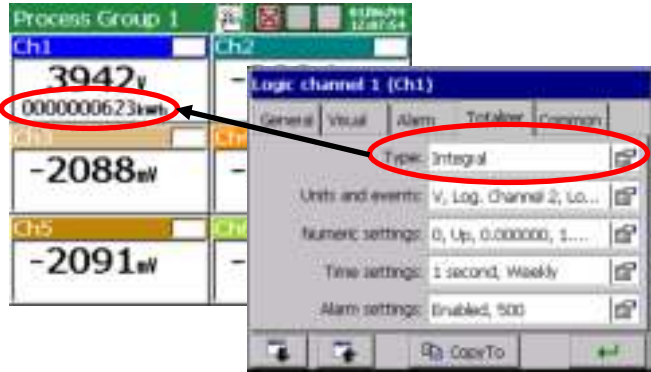 Process Group 1
Ch1
Ch2
3942V
0000000623kwh
-2088mV
Ch5
-2091mV
Logic channel 1 (Ch1)
General Visual Alarm Totalizer Common
Type: Integral
Units and events: V, Log. Channel 2, Lo...
Numeric settings: 0, Up, 0.000000, 1....
Time settings: 1 second, Weekly
Alarm settings: Enabled, 500
CopyTo